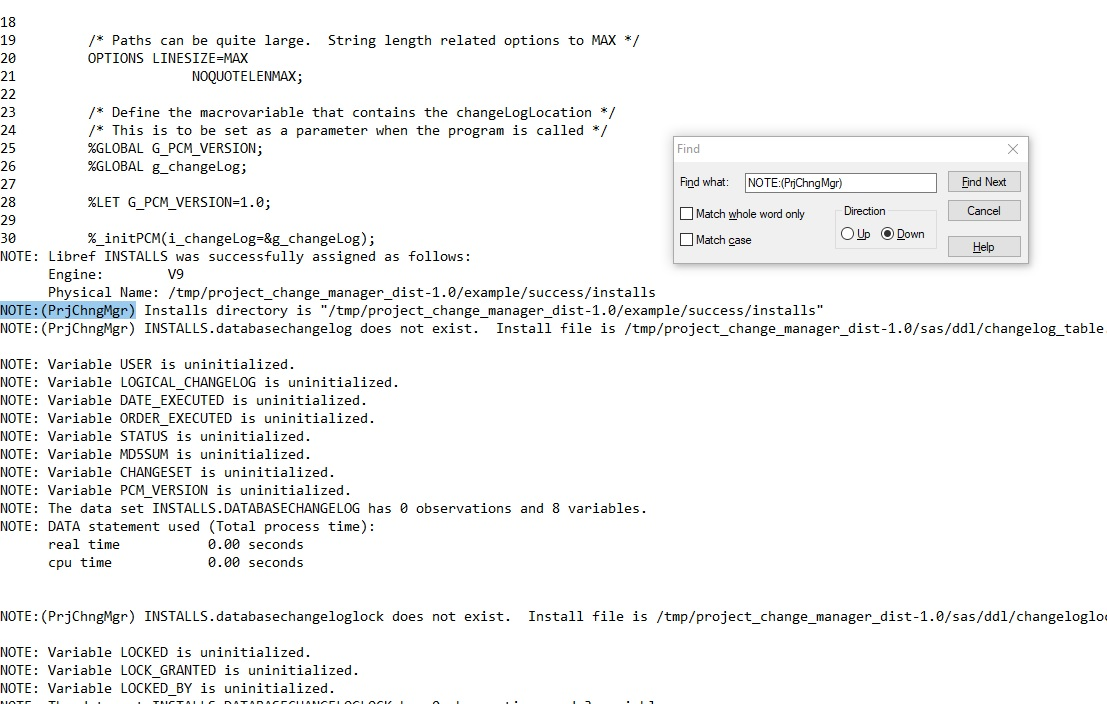 18
19 /* Paths can be quite large.  String length related options to MAX */
20 OPTIONS LINESIZE=MAX
21 NOQUOTELENMAX;
22
23 /* Define the macrovariable that contains the changeLogLocation */
24 /* This is to be set as a parameter when the program is called */
25 %GLOBAL G_PCM_VERSION;
26 %GLOBAL g_changeLog;
27
28 %LET G_PCM_VERSION=1.0;
29
30 %_initPCM(i_changeLog=&g_changeLog);
NOTE: Libref INSTALLS was successfully assigned as follows:
Engine: V9
Physical Name: /tmp/project_change_manager_dist-1.0/example/success/installs
NOTE:(PrjChngMgr) Installs directory is "/tmp/project_change_manager_dist-1.0/example/success/installs"
NOTE:(PrjChngMgr) INSTALLS.databasechangelog does not exist.  Install file is /tmp/project_change_manager_dist-1.0/sas/ddl/changelog_table.
NOTE: Variable USER is uninitialized.
NOTE: Variable LOGICAL_CHANGELOG is uninitialized.
NOTE: Variable DATE_EXECUTED is uninitialized.
NOTE: Variable ORDER_EXECUTED is uninitialized.
NOTE: Variable STATUS is uninitialized.
NOTE: Variable MD5SUM is uninitialized.
NOTE: Variable CHANGESET is uninitialized.
NOTE: Variable PCM_VERSION is uninitialized.
NOTE: The data set INSTALLS.DATABASECHANGELOG has 0 observations and 8 variables.
NOTE: DATA statement used (Total process time):
real time 0.00 seconds
cpu time 0.00 seconds
NOTE:(PrjChngMgr) INSTALLS.databasechangeloglock does not exist.  Install file is /tmp/project_change_manager_dist-1.0/sas/ddl/changelogloc
NOTE: Variable LOCKED is uninitialized.
NOTE: Variable LOCK_GRANTED is uninitialized.
NOTE: Variable LOCKED_BY is uninitialized.
Find
Find what: NOTE:(PrjChngMgr) Find Next
Match whole word only Direction Cancel
Match case Up Down
Help